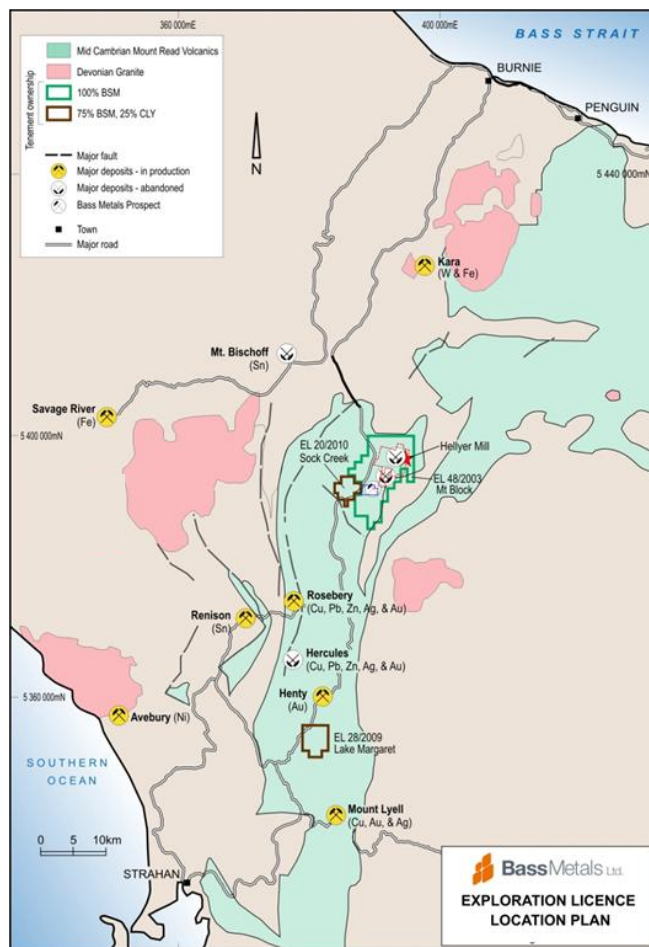 360 000mE
400 000mE
BASS STRAIT
Mid Cambrian Mount Read Volcanics
Devonian Granite
Tenement ownership
100% BSM
75% BSM, 25% CLY
Major fault
Major deposits - in production
Major deposits - abandoned
Bass Metals Prospect
Town
Major road
N
BURNIE
PENGUIN
5 440 000mN
Kara
(W & Fe)
Mt. Bischoff
(Sn)
Savage River
(Fe)
5 400 000mN
EL 20/2010
Sock Creek
Hellyer Mill
EL 48/2003
Mt Block
Rosebery
(Cu, Pb, Zn, Ag, & Au)
Renison
(Sn)
Hercules
(Cu, Pb, Zn, Ag, & Au)
Henty
(Au)
5 360 000mN
Avebury (Ni)
EL 28/2009
Lake Margaret
SOUTHERN
OCEAN
Mount Lyell
(Cu, Au, & Ag)
0 5 10km
STRAHAN
BassMetals Ltd.
EXPLORATION LICENCE
LOCATION PLAN